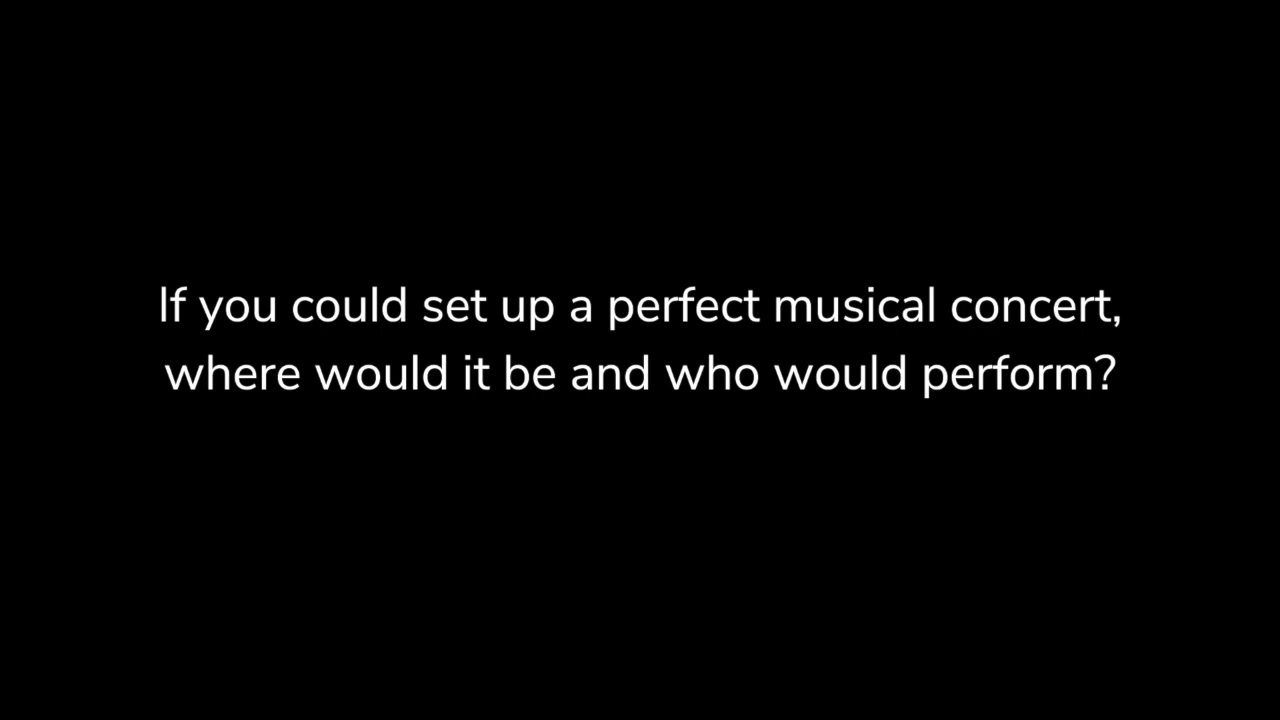 If you could set up a perfect musical concert,
where would it be and who would perform?